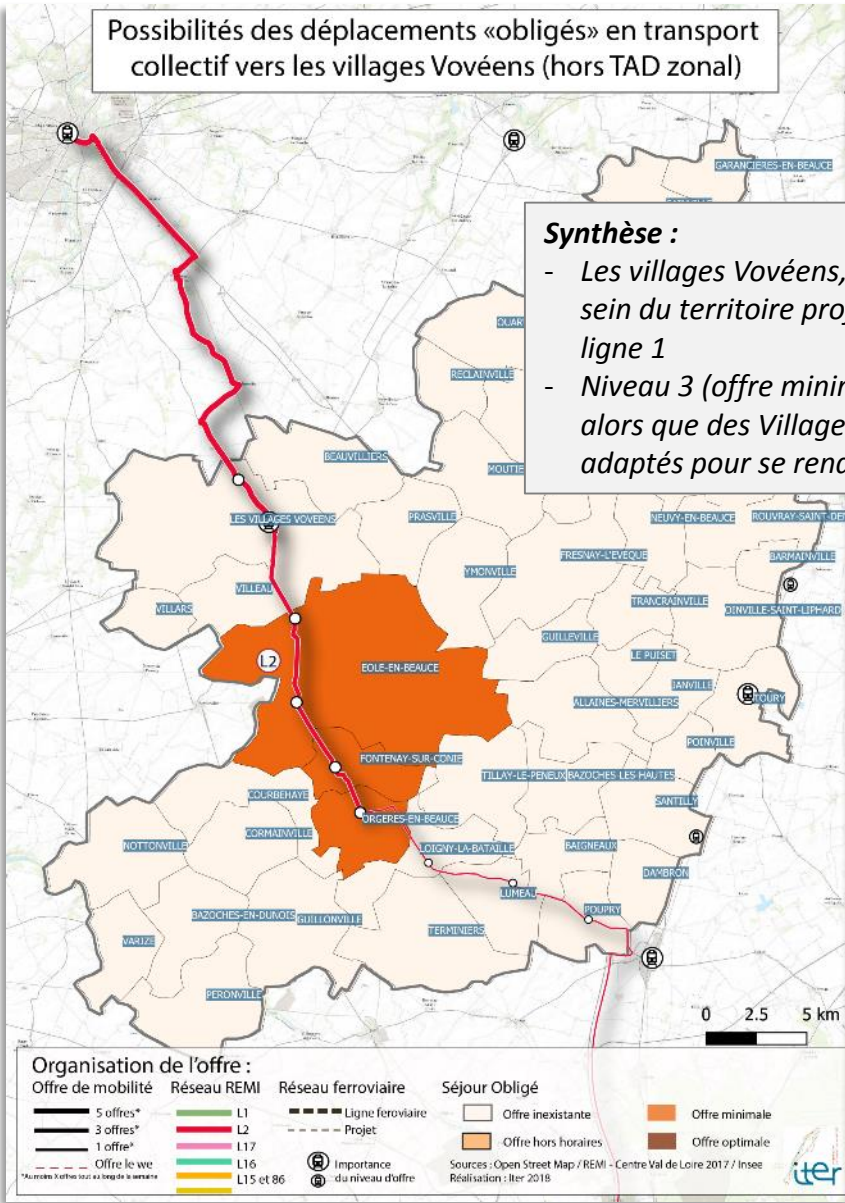 Possibilités des déplacements «obligés» en transport
collectif vers les villages Vovéens (hors TAD zonal)
GARANCIERES-EN-BEAUCE
Synthèse :
- Les villages Vovéens,
sein du territoire pro
ligne 1
- Niveau 3 (offre minim
alors que des Village
adaptés pour se rend
QUAR
RECLAINVILLE
MOUTIE
BEAUVILLIERS
LES VILLAGES VOVEENS
PRASVILLE
NEUVY-EN-BEAUCE
ROUVRAY-SAINT-DEN
FRESNAY-L'EVEQUE
BARMAINVILLE
YMONVILLE
VILLEAU
VILLARS
TRANCRAINVILLE
OINVILLE-SAINT-LIPHARD
GUILLEVILLE
LE PUISET
L2
EOLE-EN-BEAUCE
JANVILLE
TOURY
ALLAINES-MERVILLIERS
POINVILLE
FONTENAY-SUR-CONIE
TILLAY-LE-PENEUX
BAZOCHES-LES-HAUTES
COURBEHAYE
SANTILLY
ORGERES-EN-BEAUCE
CORMAINVILLE
NOTTONVILLE
LOIGNY-LA-BATAILLE
BAIGNEAUX
DAMBRON
LUMEAU
POUPRY
BAZOCHES-EN-DUNOIS
GUILLONVILLE
TERMINIERS
VARIZE
PERONVILLE
0 2.5 5 km
Organisation de l'offre :
Offre de mobilité
5 offres*
3 offres*
1 offre*
Offre le we
*Au moins X offres tout au long de la semaine
Réseau REMI
L1
L2
L17
L16
L15 et 86
Réseau ferroviaire
Ligne feroviaire
Projet
Importance
du niveau d'offre
Séjour Obligé
Offre inexistante
Offre minimale
Offre hors horaires
Offre optimale
Sources : Open Street Map / REMI - Centre Val de Loire 2017 / Insee
Réalisation : Iter 2018
iter